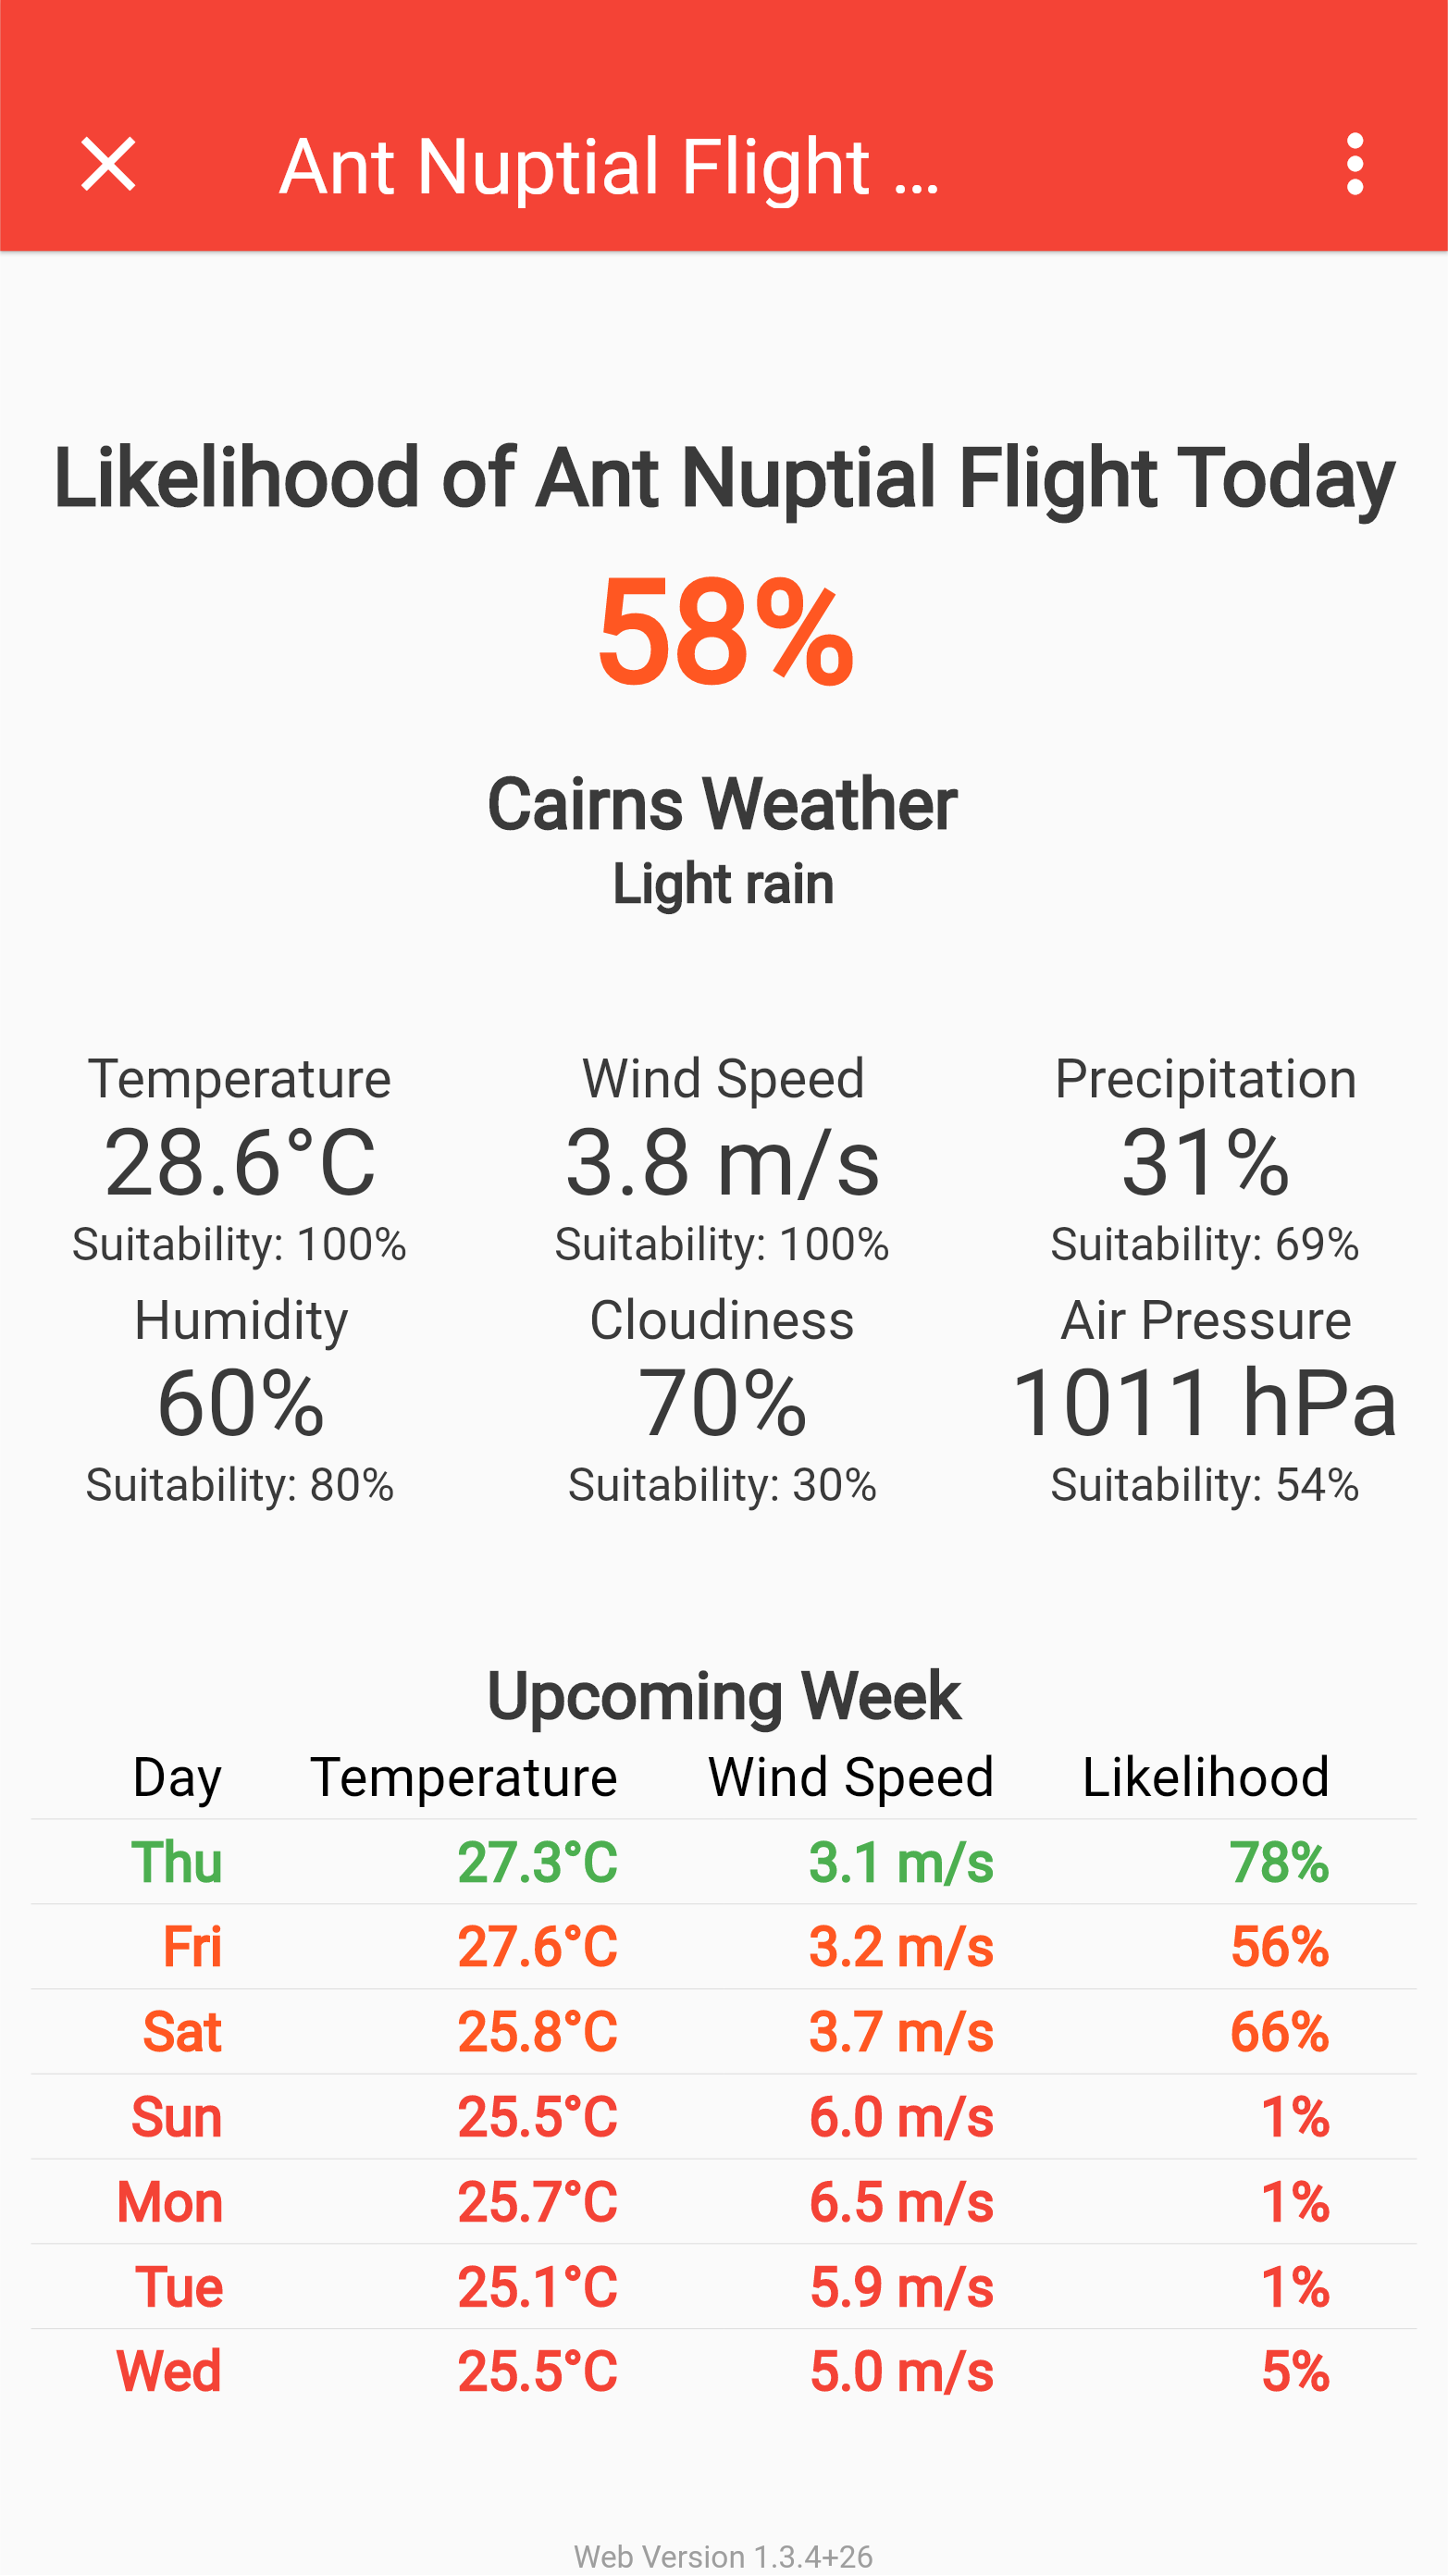 Ant Nuptial Flight ...
Likelihood of Ant Nuptial Flight Today
58%
Cairns Weather
Light rain
Temperature Wind Speed Precipitation
28.6°C 3.8 m/s 31%
Suitability: 100% Suitability: 100% Suitability: 69%
Humidity Cloudiness Air Pressure
60% 70% 1011 hPa
Suitability: 80% Suitability: 30% Suitability: 54%
Upcoming Week
Day Temperature Wind Speed Likelihood
Thu 27.3°C 3.1 m/s 78%
Fri 27.6°C 3.2 m/s 56%
Sat 25.8°C 3.7 m/s 66%
Sun 25.5°C 6.0 m/s 1%
Mon 25.7°C 6.5 m/s 1%
Tue 25.1°C 5.9 m/s 1%
Wed 25.5°C 5.0 m/s 5%
Web Version 1.3.4+26